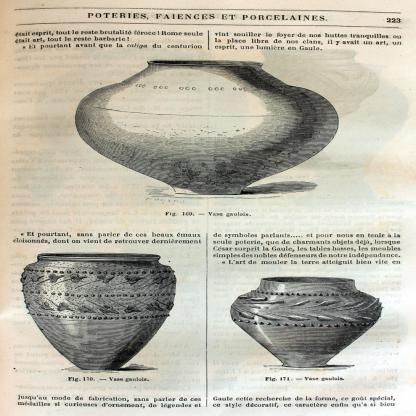 POTERIES, FAIENCES ET PORCELAINES.
223
était esprit, tout le reste brutalité féroce! Rome seule
était art, tout le reste barbarie!
« Et pourtant avant que la caliga du centurion
vint souiller le foyer de nos huttes tranquilles ou
la place libre de nos clans, il y avait un art, un
esprit, une lumière en Gaule.
Fig. 169. — Vase gaulois.
« Et pourtant, sans parler de ces beaux émaux
cloisonnés, dont on vient de retrouver dernièrement
de symboles parlants..... et pour nous en tenir à la
seule poterie, que de charmants objets déjà, lorsque
César surprit la Gaule, les tables basses, les meubles
simples des nobles défenseurs de notre indépendance.
« L'art de mouler la terre atteignit bien vite en
Fig. 170. — Vase gaulois.
Fig. 171. — Vase gaulois.
jusqu'au mode de fabrication, sans parler de ces
médailles si curieuses d'ornement, de légendes et
Gaule cette recherche de la forme, ce goût spécial,
ce style décoratif, ce caractère enfin qu'a si bien